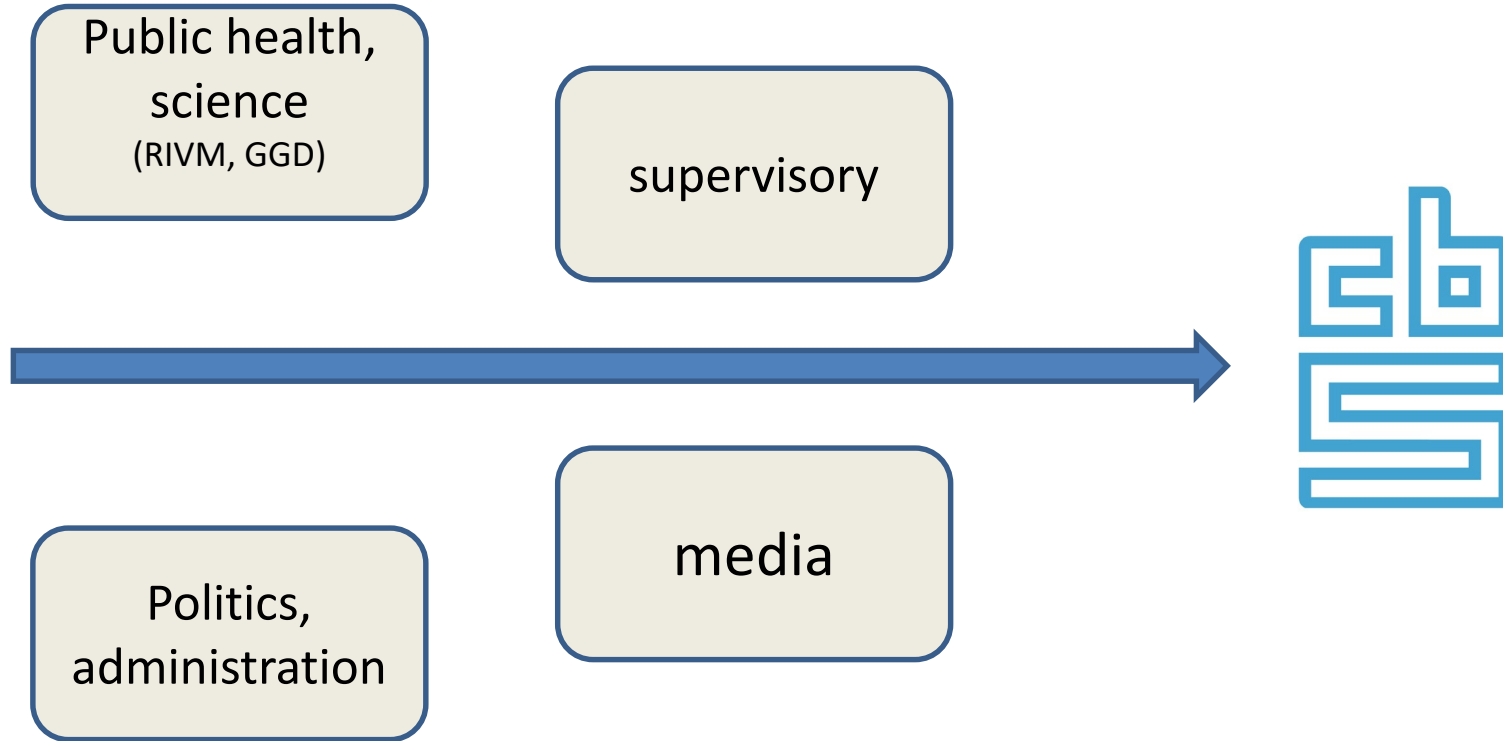 Public health,
science
(RIVM, GGD)
supervisory
Politics,
administration
media
cbs